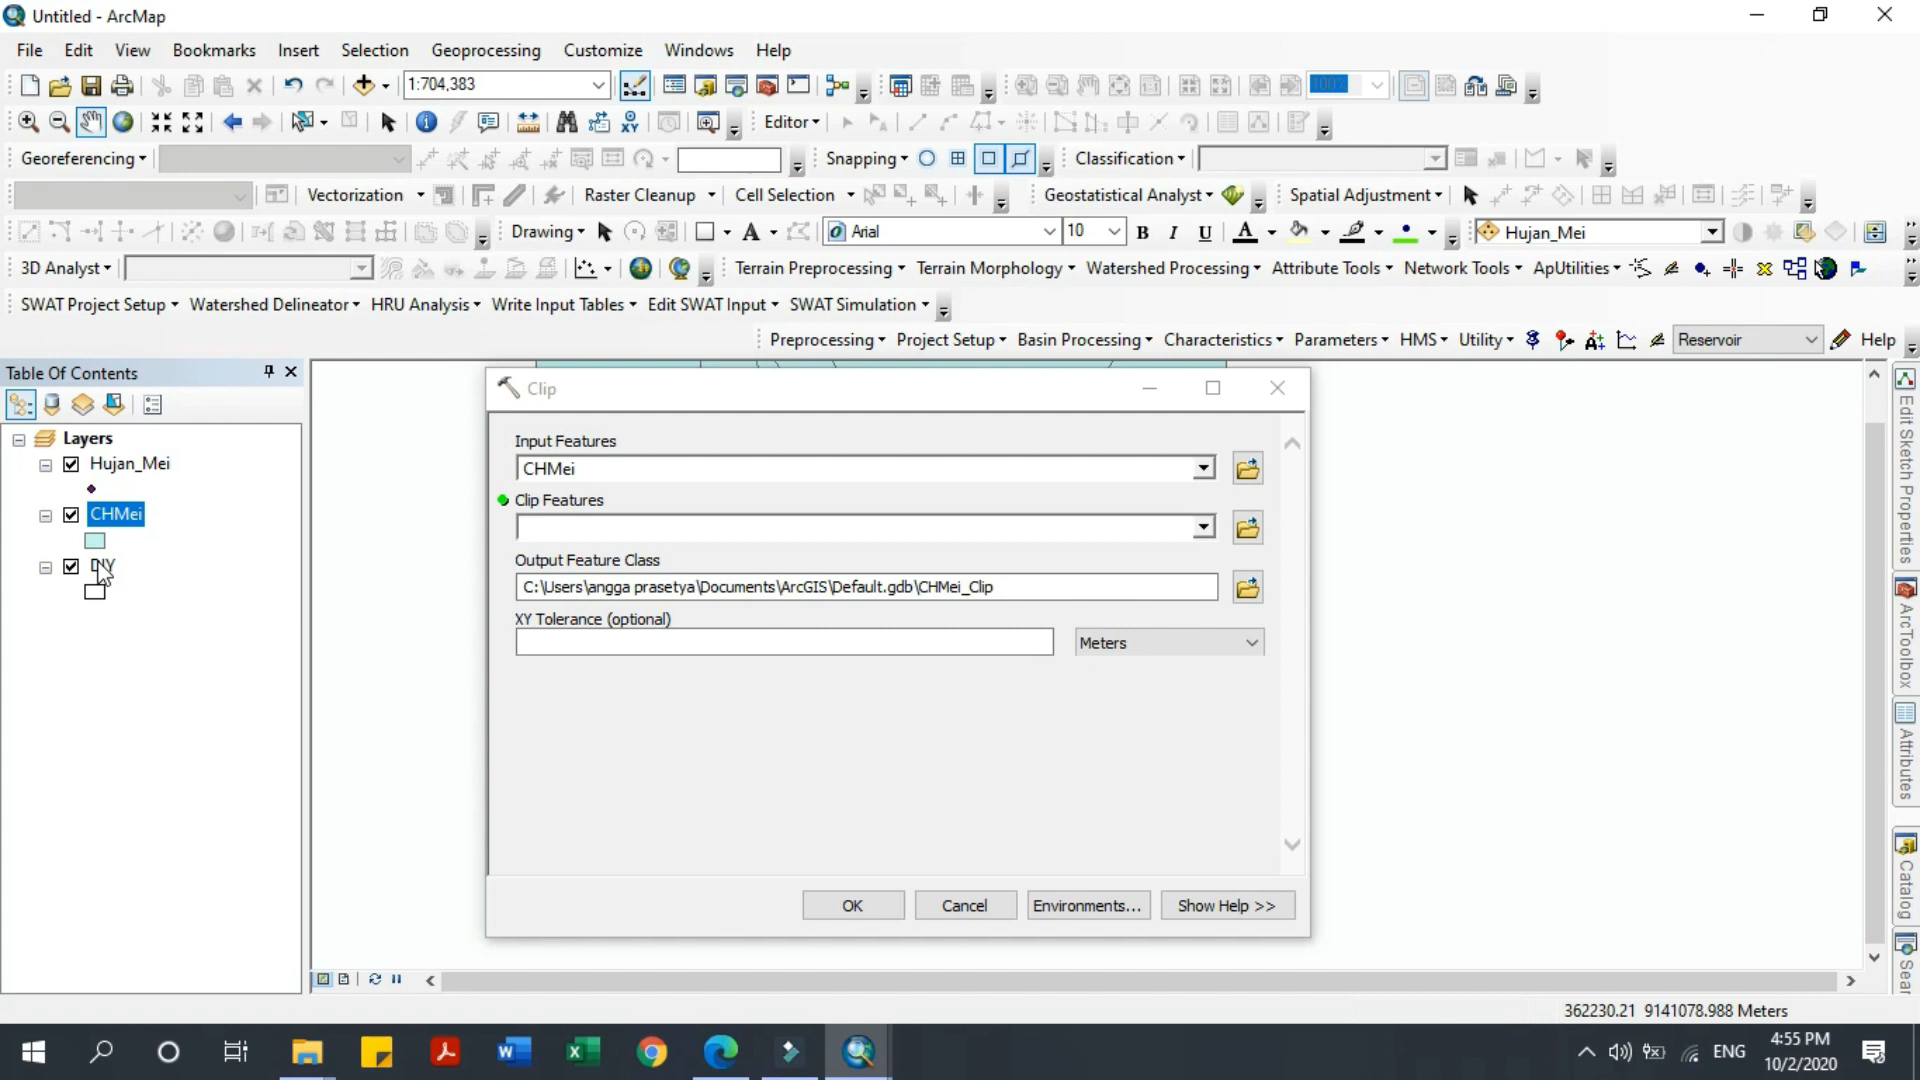 Untitled - ArcMap
File Edit View Bookmarks Insert Selection Geoprocessing Customize Windows Help
1:704,383 100%
Editor
Georeferencing Snapping Classification
Vectorization Raster Cleanup Cell Selection Geostatistical Analyst Spatial Adjustment
Drawing A Arial 10 B I U A Hujan_Mei
3D Analyst Terrain Preprocessing Terrain Morphology Watershed Processing Attribute Tools Network Tools ApUtilities
SWAT Project Setup Watershed Delineator HRU Analysis Write Input Tables Edit SWAT Input SWAT Simulation
Preprocessing Project Setup Basin Processing Characteristics Parameters HMS Utility Reservoir Help
Table Of Contents
Layers
Hujan_Mei
CHMei
DIY
Clip
Input Features
CHMei
Clip Features
Output Feature Class
C:\Users\angga prasetya\Documents\ArcGIS\Default.gdb\CHMei_Clip
XY Tolerance (optional)
Meters
OK Cancel Environments... Show Help >>
Edit Sketch Properties
ArcToolbox
Attributes
Catalog
Sear
362230.21 9141078.988 Meters
ENG
4:55 PM
10/2/2020